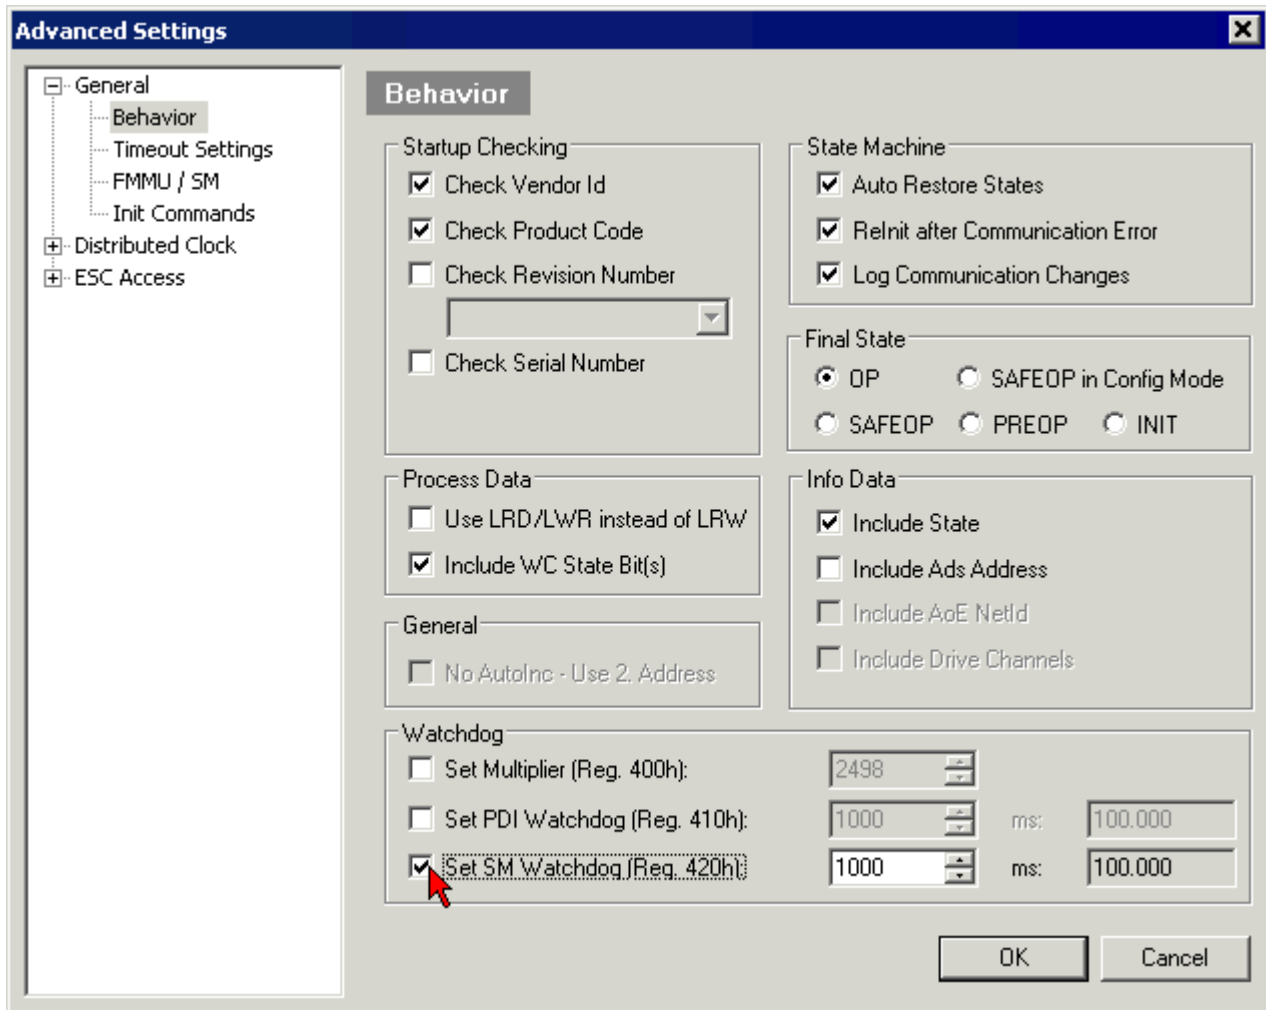 Advanced Settings
General
Behavior
Timeout Settings
FMMU / SM
Init Commands
Distributed Clock
ESC Access
Behavior
Startup Checking
Check Vendor Id
Check Product Code
Check Revision Number
Check Serial Number
State Machine
Auto Restore States
ReInit after Communication Error
Log Communication Changes
Final State
OP SAFEOP in Config Mode
SAFEOP PREOP INIT
Process Data
Use LRD/LWR instead of LRW
Include WC State Bit(s)
Info Data
Include State
Include Ads Address
Include AoE NetId
Include Drive Channels
General
No AutoInc - Use 2. Address
Watchdog
Set Multiplier (Reg. 400h): 2498
Set PDI Watchdog (Reg. 410h): 1000 ms: 100.000
Set SM Watchdog (Reg. 420h): 1000 ms: 100.000
OK Cancel